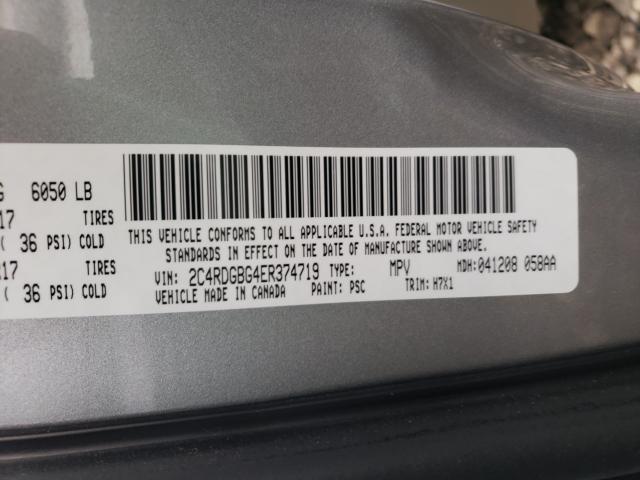 G 6050 LB
17 TIRES
( 36 PSI) COLD
R17 TIRES
( 36 PSI) COLD
THIS VEHICLE CONFORMS TO ALL APPLICABLE U.S.A. FEDERAL MOTOR VEHICLE SAFETY
STANDARDS IN EFFECT ON THE DATE OF MANUFACTURE SHOWN ABOVE.
VIN: 2C4RDGBG4ER374719 TYPE: MPV MDH:041208 058AA
VEHICLE MADE IN CANADA PAINT: PSC TRIM: H7X1